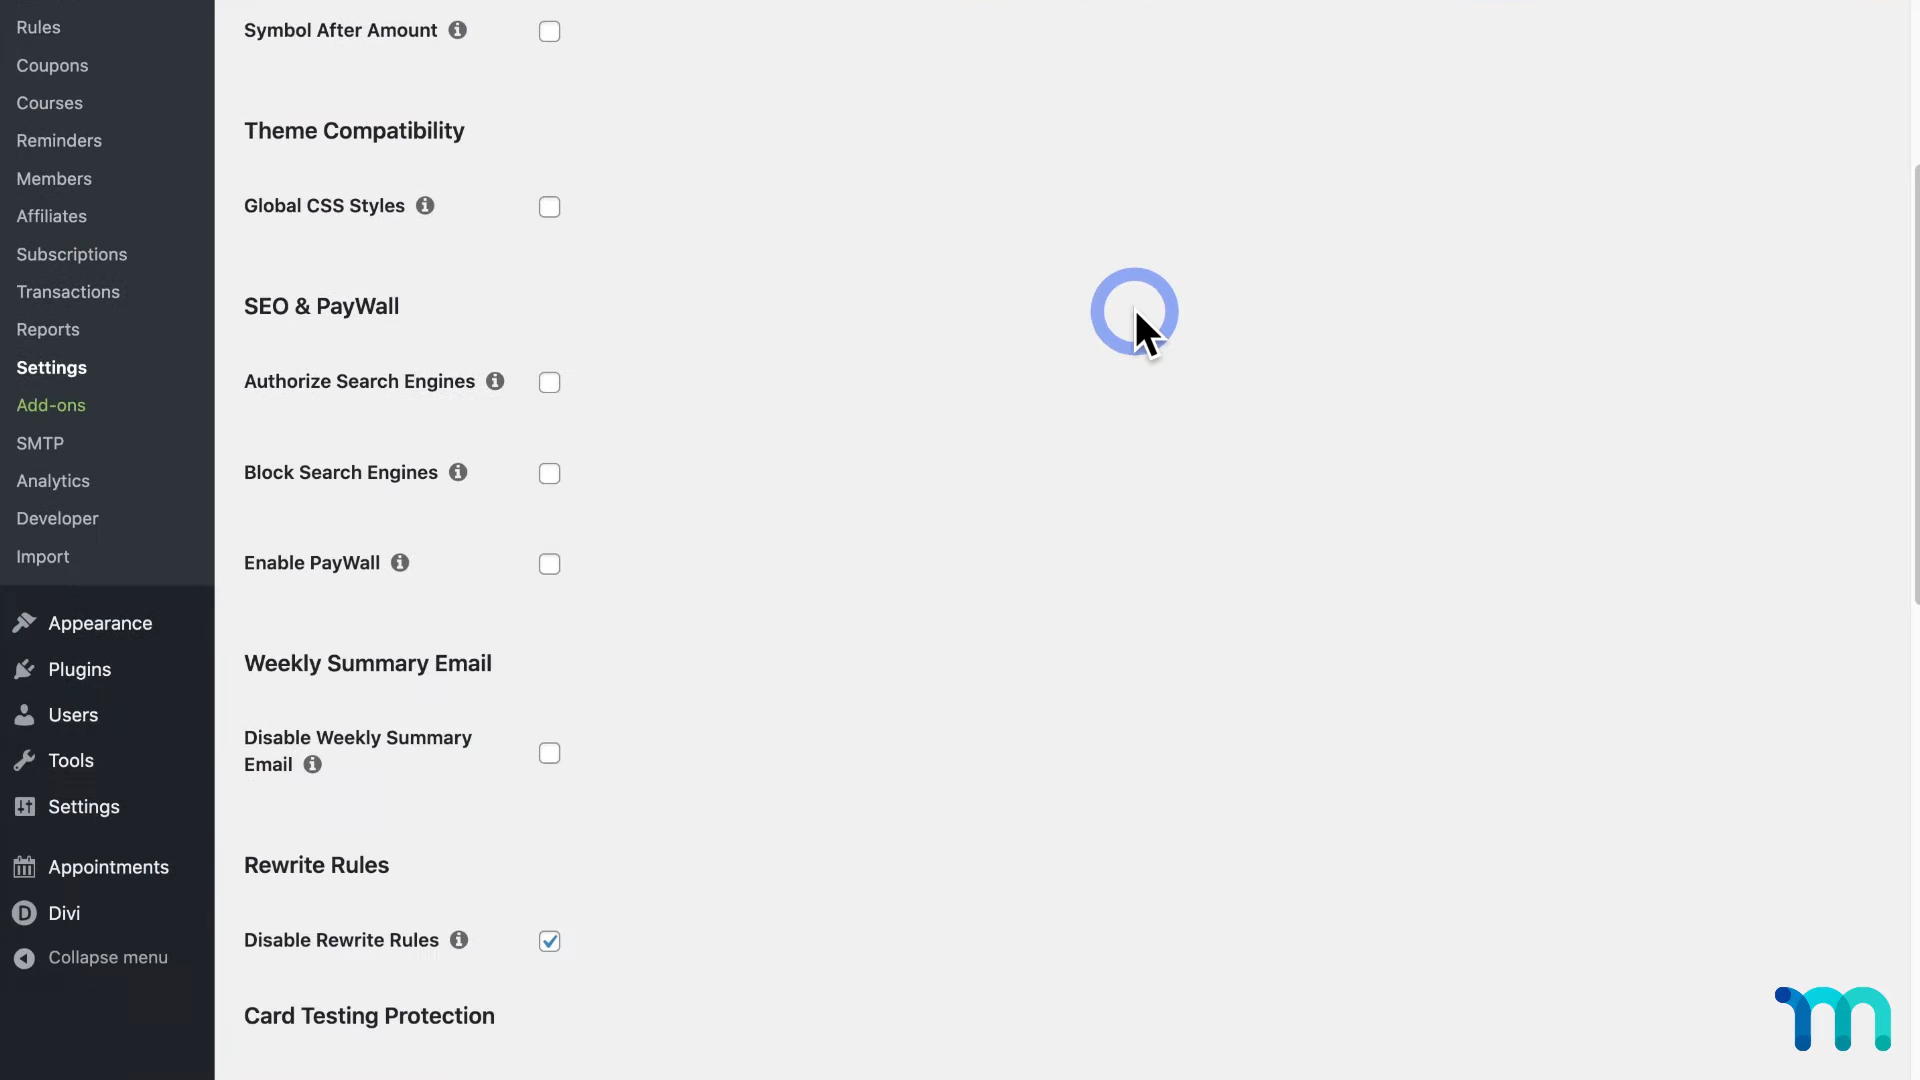 Rules
Coupons
Courses
Reminders
Members
Affiliates
Subscriptions
Transactions
Reports
Settings
Add-ons
SMTP
Analytics
Developer
Import
Appearance
Plugins
Users
Tools
Settings
Appointments
Divi
Collapse menu
Symbol After Amount
Theme Compatibility
Global CSS Styles
SEO & PayWall
Authorize Search Engines
Block Search Engines
Enable PayWall
Weekly Summary Email
Disable Weekly Summary
Email
Rewrite Rules
Disable Rewrite Rules
Card Testing Protection
m